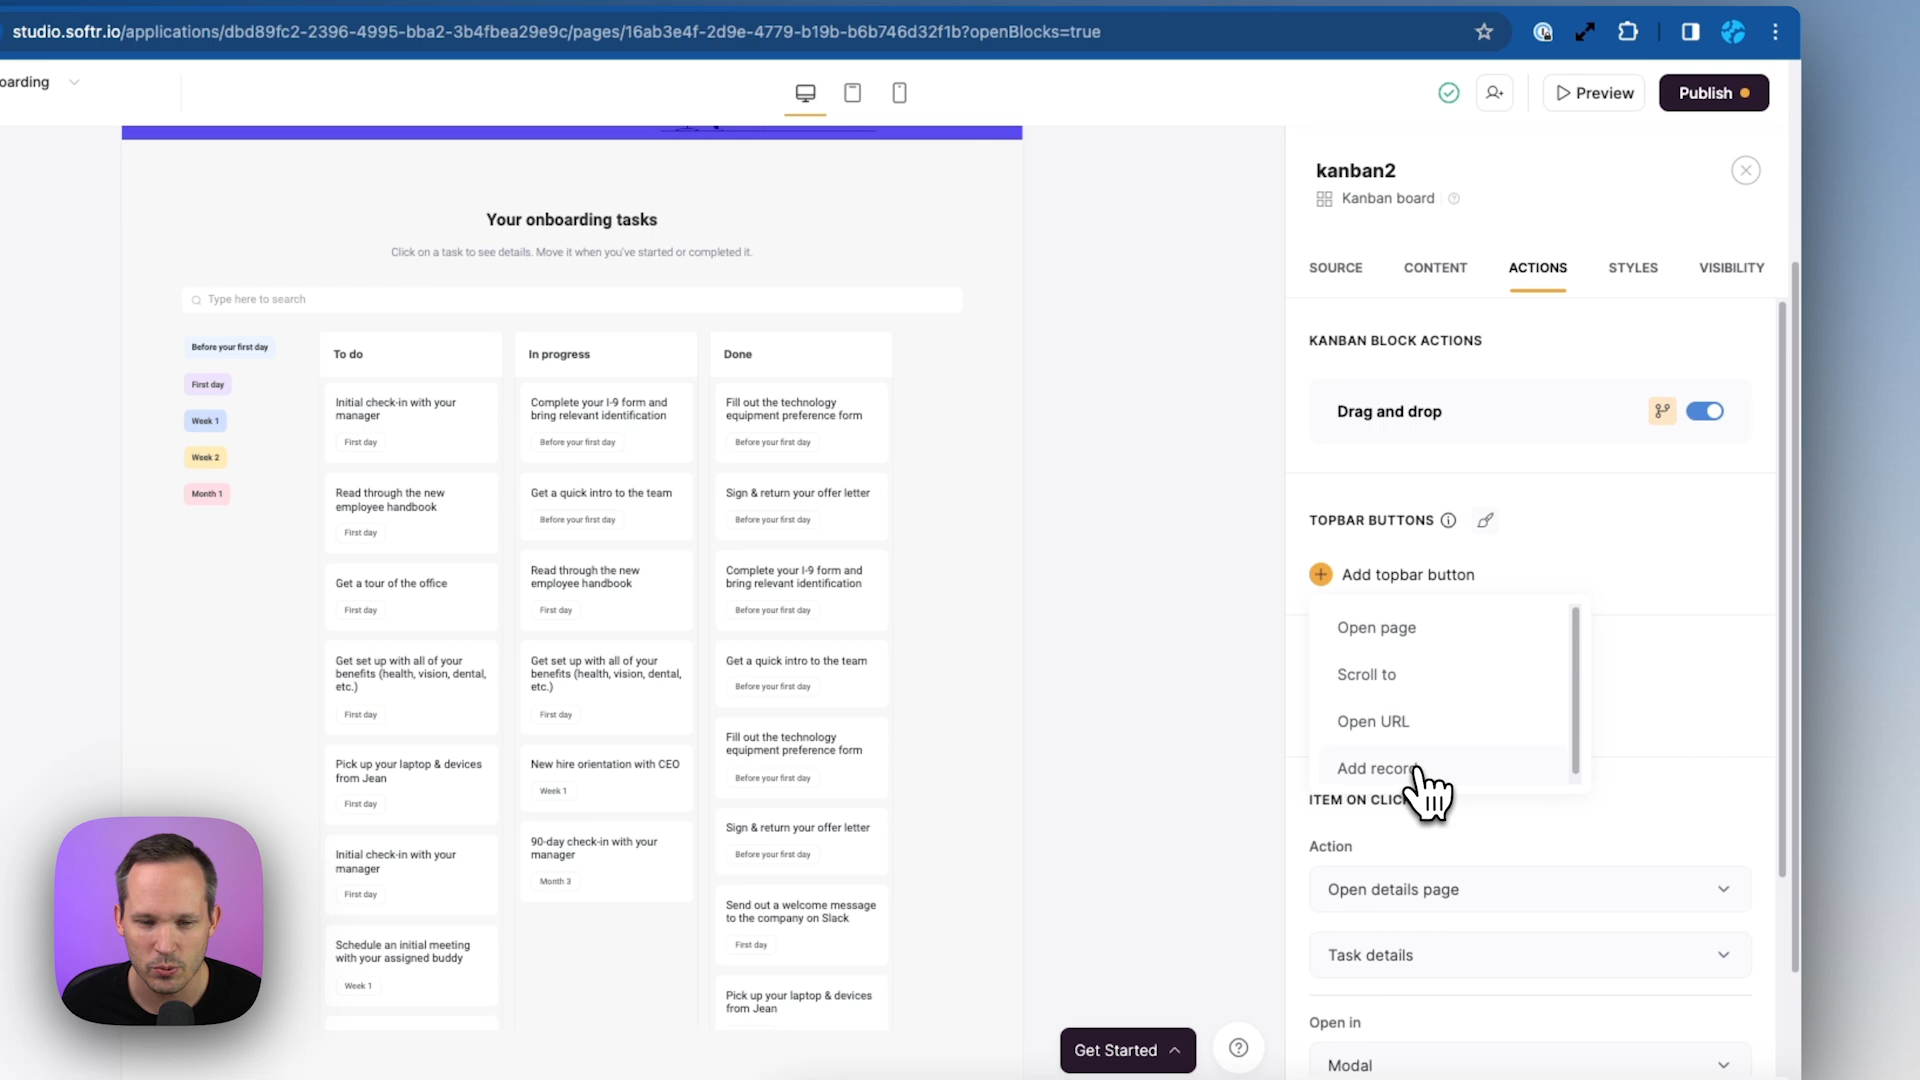 studio.softr.io/applications/dbd89fc2-2396-4995-bba2-3b4fbea29e9c/pages/16ab3e4f-2d9e-4779-b19b-b6b746d32f1b?openBlocks=true
oarding
Preview
Publish
Your onboarding tasks
Click on a task to see details. Move it when you've started or completed it.
Type here to search
Before your first day
First day
Week 1
Week 2
Month 1
To do
Initial check-in with your
manager
First day
Read through the new
employee handbook
First day
Get a tour of the office
First day
Get set up with all of your
benefits (health, vision, dental,
etc.)
First day
Pick up your laptop & devices
from Jean
First day
Initial check-in with your
manager
First day
Schedule an initial meeting
with your assigned buddy
Week 1
In progress
Complete your I-9 form and
bring relevant identification
Before your first day
Get a quick intro to the team
Before your first day
Read through the new
employee handbook
First day
Get set up with all of your
benefits (health, vision, dental,
etc.)
First day
New hire orientation with CEO
Week 1
90-day check-in with your
manager
Month 3
Done
Fill out the technology
equipment preference form
Before your first day
Sign & return your offer letter
Before your first day
Complete your I-9 form and
bring relevant identification
Before your first day
Get a quick intro to the team
Before your first day
Fill out the technology
equipment preference form
Before your first day
Sign & return your offer letter
Before your first day
Send out a welcome message
to the company on Slack
First day
Pick up your laptop & devices
from Jean
Get Started
kanban2
Kanban board
SOURCE
CONTENT
ACTIONS
STYLES
VISIBILITY
KANBAN BLOCK ACTIONS
Drag and drop
TOPBAR BUTTONS
Add topbar button
Open page
Scroll to
Open URL
Add record
ITEM ON CLIC
Action
Open details page
Task details
Open in
Modal